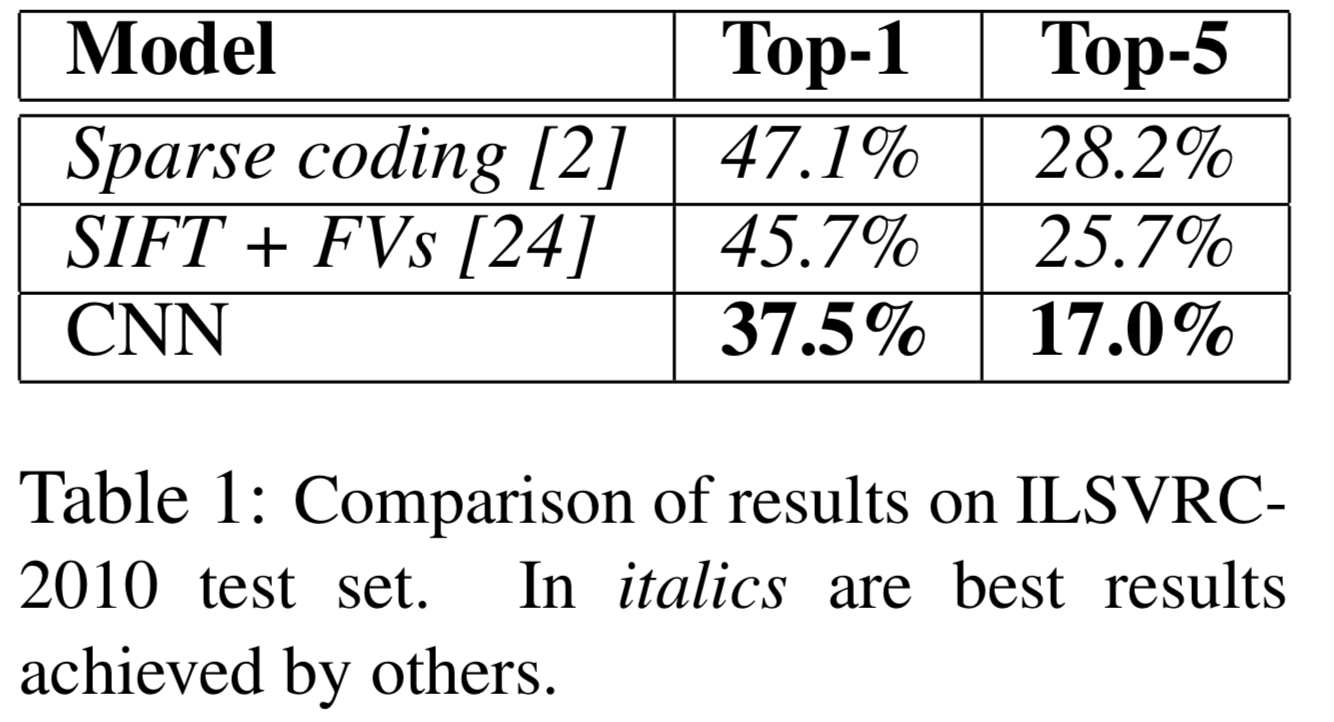 Model Top-1 Top-5
Sparse coding [2] 47.1% 28.2%
SIFT + FVs [24] 45.7% 25.7%
CNN 37.5% 17.0%
Table 1: Comparison of results on ILSVRC-
2010 test set. In italics are best results
achieved by others.